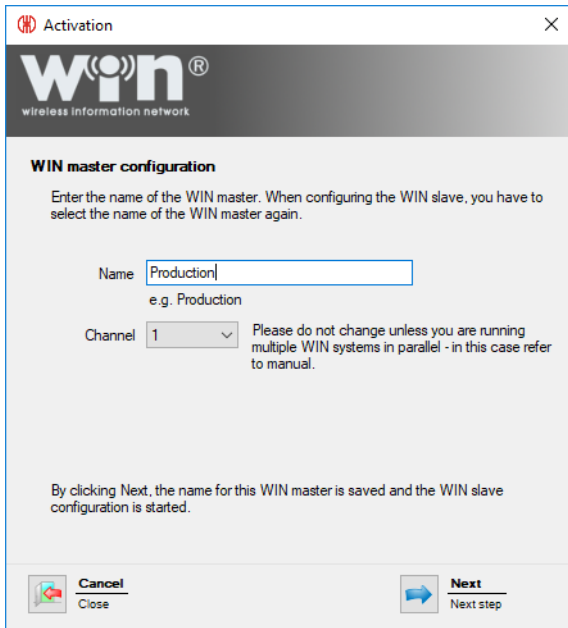 Activation
WIN®
wireless information network
WIN master configuration
Enter the name of the WIN master. When configuring the WIN slave, you have to
select the name of the WIN master again.
Name Production
e.g. Production
Channel 1 Please do not change unless you are running
multiple WIN systems in parallel - in this case refer
to manual.
By clicking Next, the name for this WIN master is saved and the WIN slave
configuration is started.
Cancel
Close
Next
Next step